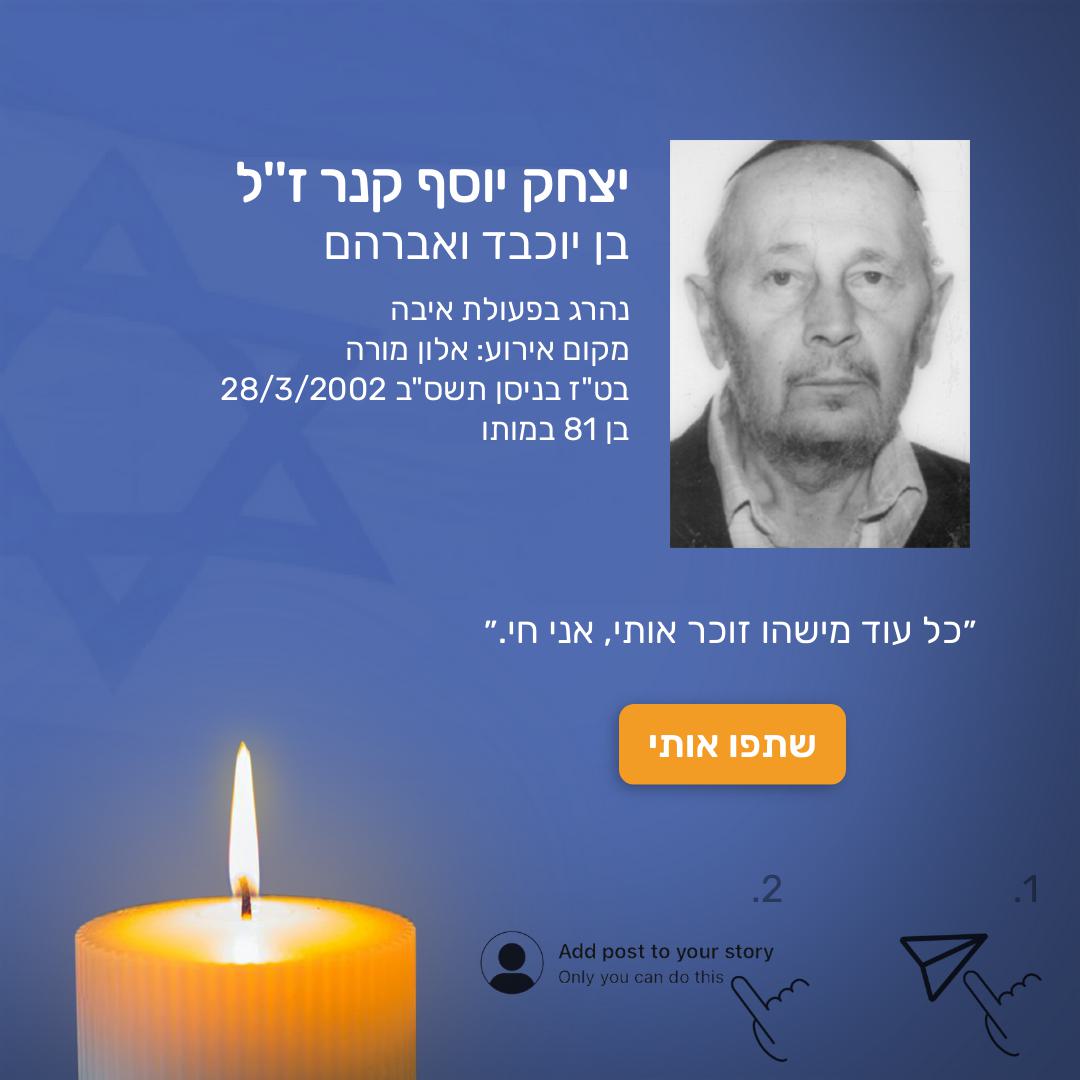 יצחק יוסף קנר ז"ל
בן יוכבד ואברהם
נהרג בפעולת איבה
מקום אירוע: אלון מורה
בט"ז בניסן תשס"ב 28/3/2002
בן 81 במותו
״כל עוד מישהו זוכר אותי, אני חי.״
שתפו אותי
1.
2.
Add post to your story
Only you can do this